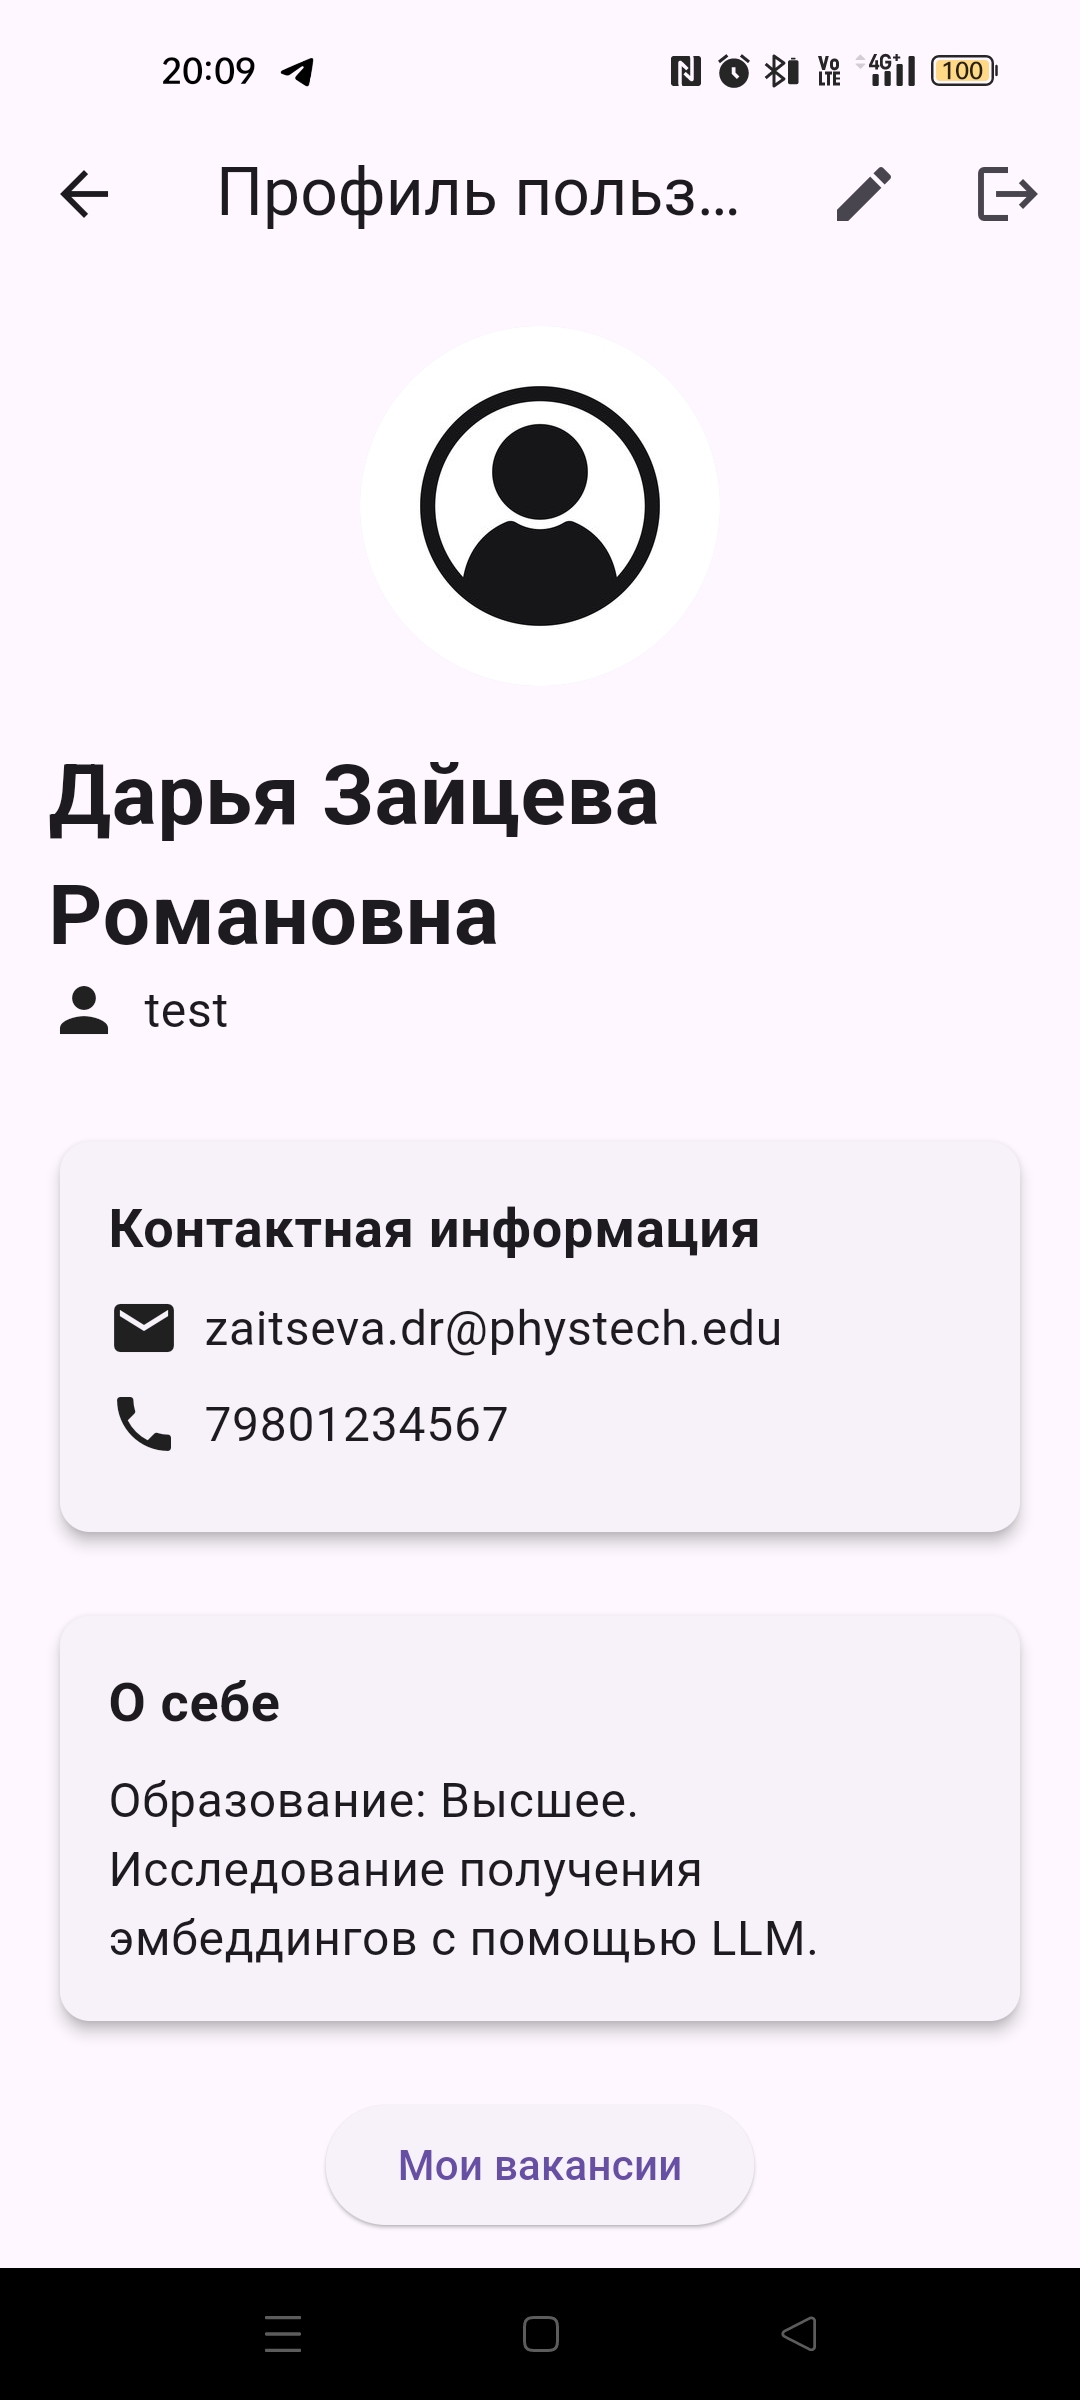 20:09
Vo LTE 4G+ 100
Профиль польз...
Дарья Зайцева
Романовна
test
Контактная информация
zaitseva.dr@phystech.edu
79801234567
О себе
Образование: Высшее.
Исследование получения
эмбеддингов с помощью LLM.
Мои вакансии